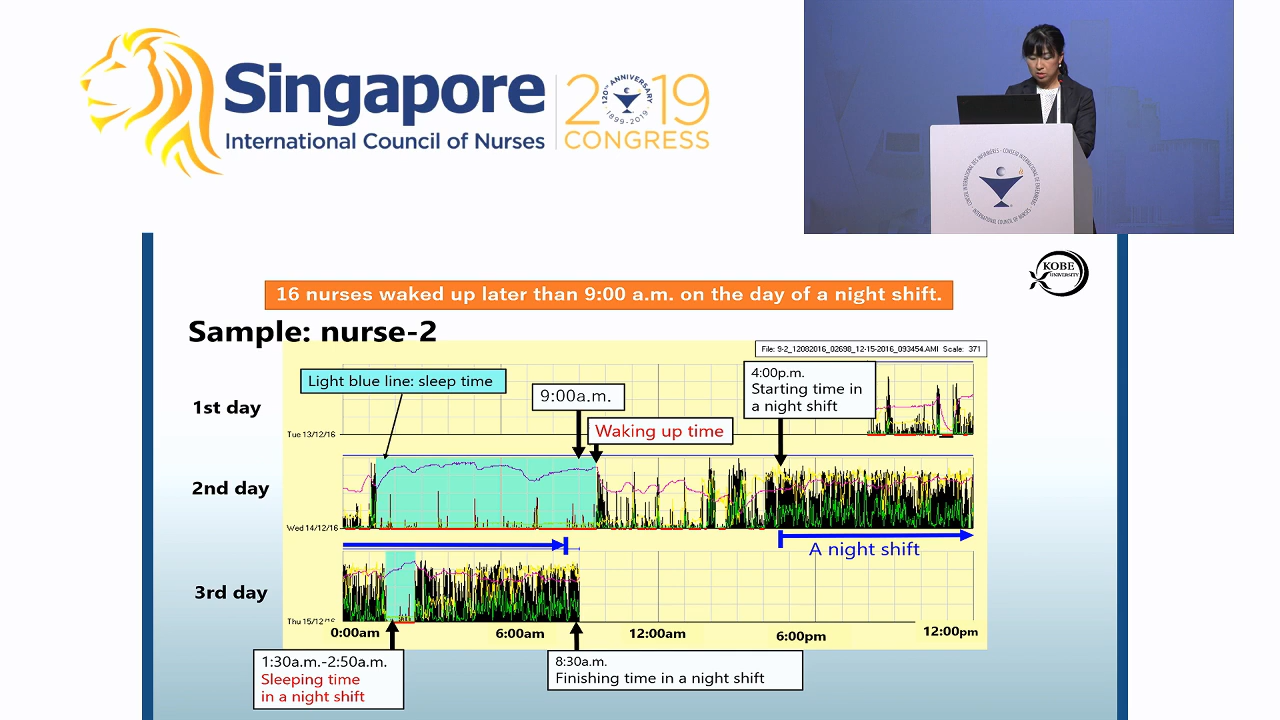 Singapore
International Council of Nurses
2019
CONGRESS
120TH ANNIVERSARY
1899-2019
KOBE
UNIVERSITY
16 nurses waked up later than 9:00 a.m. on the day of a night shift.
Sample: nurse-2
File: 9-2_12082016_02698_12-15-2016_093454.AMI Scale: 371
Light blue line: sleep time
9:00a.m.
4:00p.m.
Starting time in
a night shift
1st day
Waking up time
Tue 13/12/16
2nd day
Wed 14/12/16
A night shift
3rd day
Thu 15/12
0:00am
6:00am
12:00am
6:00pm
12:00pm
1:30a.m.-2:50a.m.
Sleeping time
in a night shift
8:30a.m.
Finishing time in a night shift